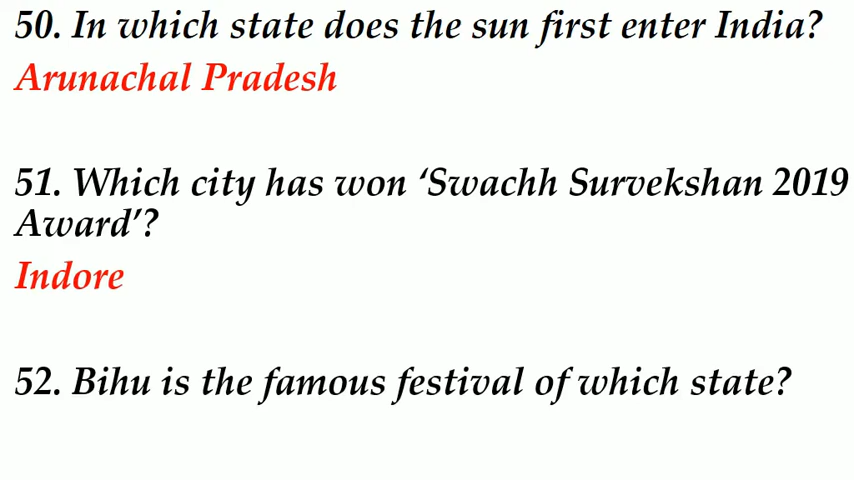 50. In which state does the sun first enter India?
Arunachal Pradesh
51. Which city has won ‘Swachh Survekshan 2019
Award’?
Indore
52. Bihu is the famous festival of which state?